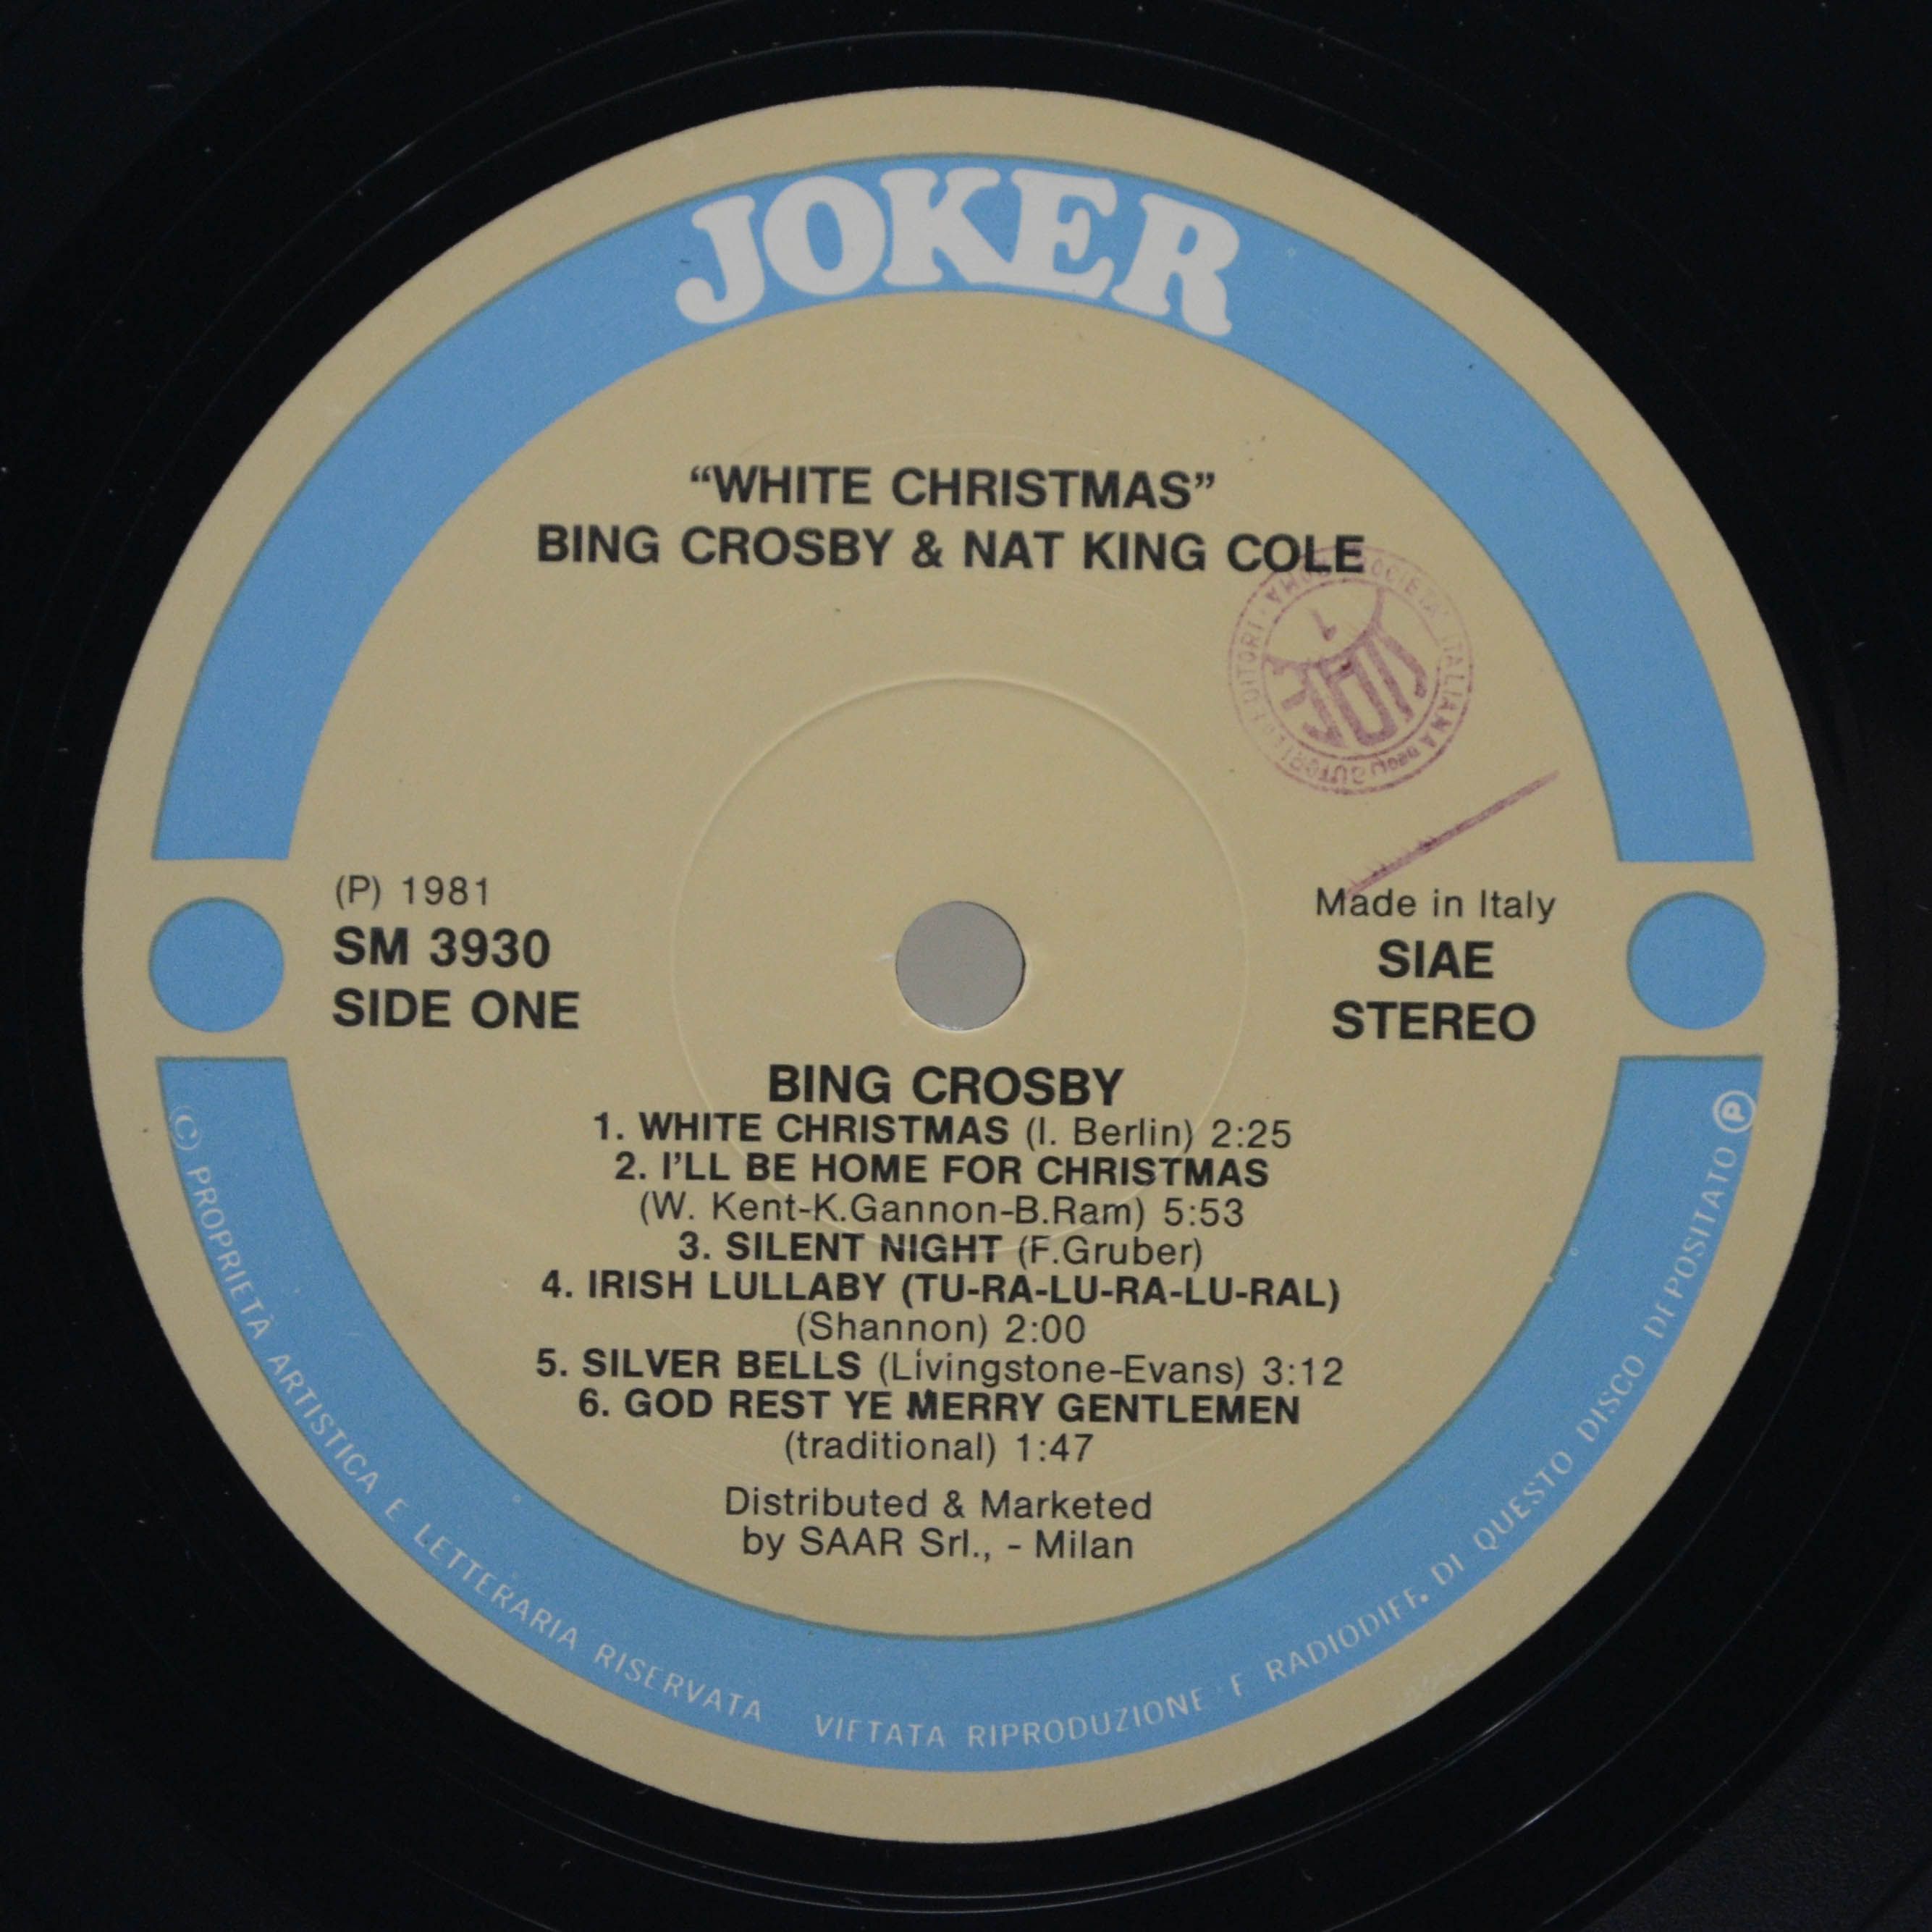 JOKER
“WHITE CHRISTMAS”
BING CROSBY & NAT KING COLE
SIAE
(P) 1981
SM 3930
SIDE ONE
Made in Italy
SIAE
STEREO
BING CROSBY
1. WHITE CHRISTMAS (I. Berlin) 2:25
2. I'LL BE HOME FOR CHRISTMAS
(W. Kent-K.Gannon-B.Ram) 5:53
3. SILENT NIGHT (F.Gruber)
4. IRISH LULLABY (TU-RA-LU-RA-LU-RAL)
(Shannon) 2:00
5. SILVER BELLS (Livingstone-Evans) 3:12
6. GOD REST YE MERRY GENTLEMEN
(traditional) 1:47
Distributed & Marketed
by SAAR Srl., - Milan
© PROPRIETÀ ARTISTICA E LETTERARIA RISERVATA VIETATA RIPRODUZIONE E RADIODIFF. DI QUESTO DISCO DEPOSITATO ℗